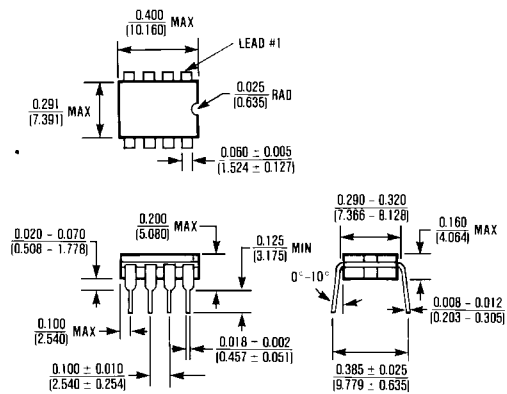 0.400
(10.160) MAX
LEAD #1
0.025
(0.635) RAD
0.291
(7.391) MAX
0.060 ± 0.005
(1.524 ± 0.127)
0.290 – 0.320
(7.366 – 8.128)
0.200
(5.080) MAX
0.160
(4.064) MAX
0.020 – 0.070
(0.508 – 1.778)
0.125
(3.175) MIN
0°–10°
0.008 – 0.012
(0.203 – 0.305)
0.100
(2.540) MAX
0.018 – 0.002
(0.457 ± 0.051)
0.100 ± 0.010
(2.540 ± 0.254)
0.385 ± 0.025
(9.779 ± 0.635)